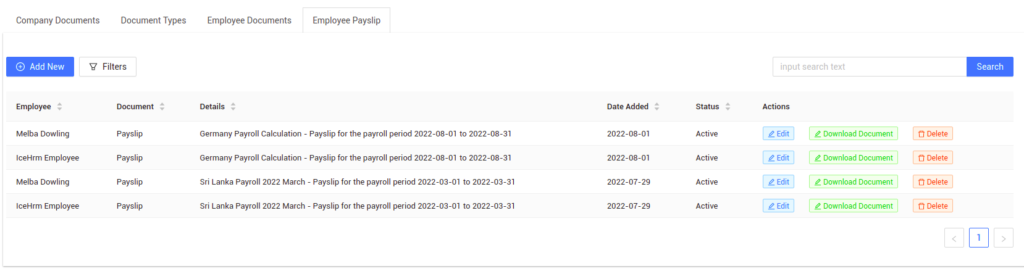 Company Documents Document Types Employee Documents Employee Payslip
Add New Filters input search text Search
Employee Document Details Date Added Status Actions
Melba Dowling Payslip Germany Payroll Calculation - Payslip for the payroll period 2022-08-01 to 2022-08-31 2022-08-01 Active Edit Download Document Delete
IceHrm Employee Payslip Germany Payroll Calculation - Payslip for the payroll period 2022-08-01 to 2022-08-31 2022-08-01 Active Edit Download Document Delete
Melba Dowling Payslip Sri Lanka Payroll 2022 March - Payslip for the payroll period 2022-03-01 to 2022-03-31 2022-07-29 Active Edit Download Document Delete
IceHrm Employee Payslip Sri Lanka Payroll 2022 March - Payslip for the payroll period 2022-03-01 to 2022-03-31 2022-07-29 Active Edit Download Document Delete
< 1 >